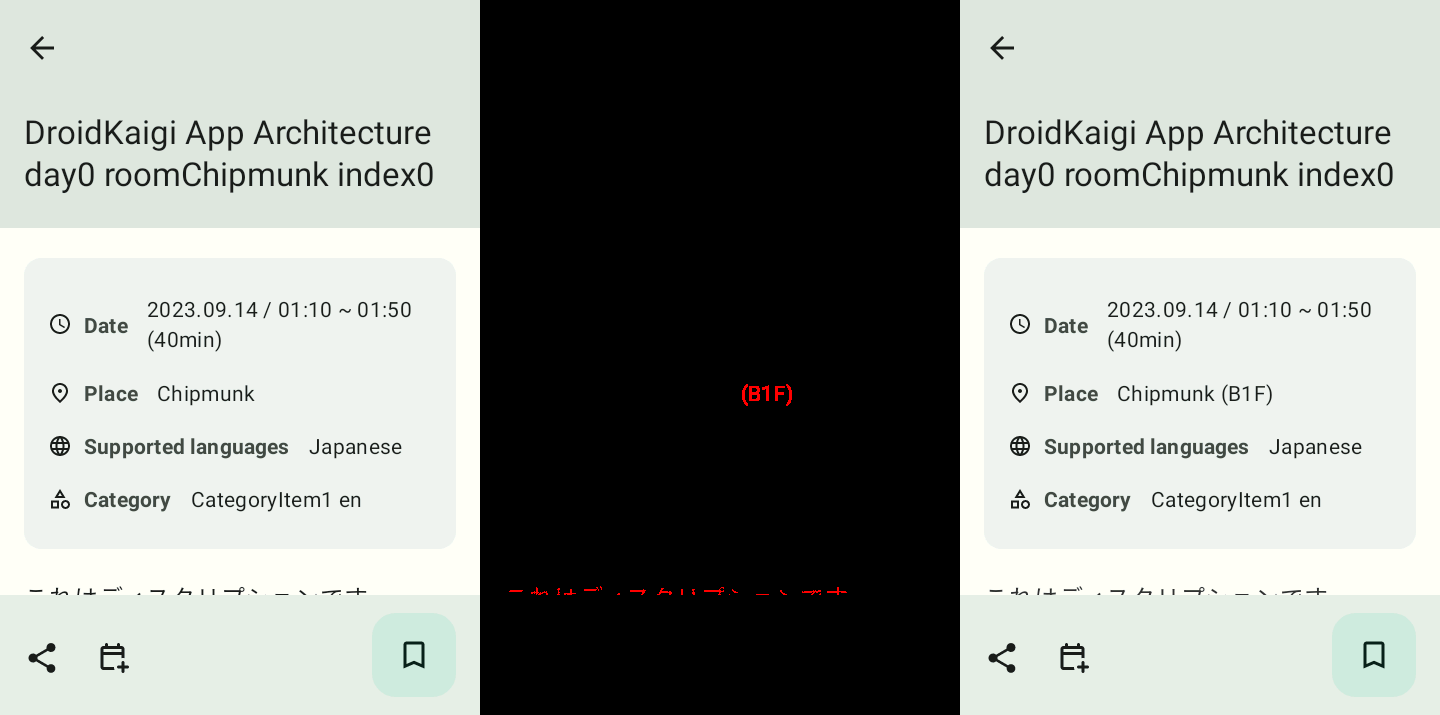 DroidKaigi App Architecture
day0 roomChipmunk index0
Date 2023.09.14 / 01:10 ~ 01:50
(40min)
Place Chipmunk
Supported languages Japanese
Category CategoryItem1 en
これはディスクリプションです
(B1F)
これはディスクリプションです
DroidKaigi App Architecture
day0 roomChipmunk index0
Date 2023.09.14 / 01:10 ~ 01:50
(40min)
Place Chipmunk (B1F)
Supported languages Japanese
Category CategoryItem1 en
これはディスクリプションです